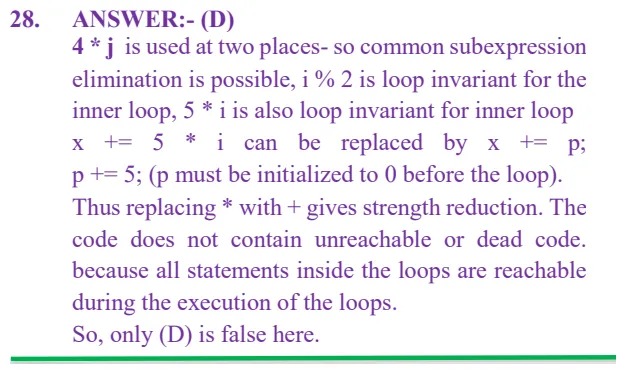 28. ANSWER:- (D)
4 * j is used at two places- so common subexpression
elimination is possible, i % 2 is loop invariant for the
inner loop, 5 * i is also loop invariant for inner loop
x += 5 * i can be replaced by x += p;
p += 5; (p must be initialized to 0 before the loop).
Thus replacing * with + gives strength reduction. The
code does not contain unreachable or dead code.
because all statements inside the loops are reachable
during the execution of the loops.
So, only (D) is false here.